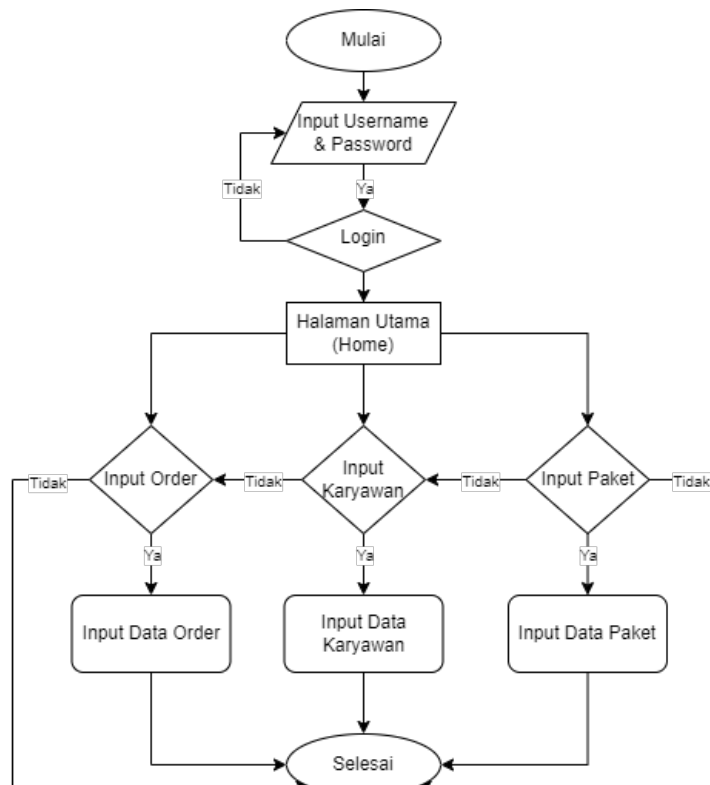 Mulai
Input Username
& Password
Tidak
Ya
Login
Halaman Utama
(Home)
Tidak
Input Order
Tidak
Input
Karyawan
Tidak
Input Paket
Tidak
Ya
Ya
Ya
Input Data Order
Input Data
Karyawan
Input Data Paket
Selesai